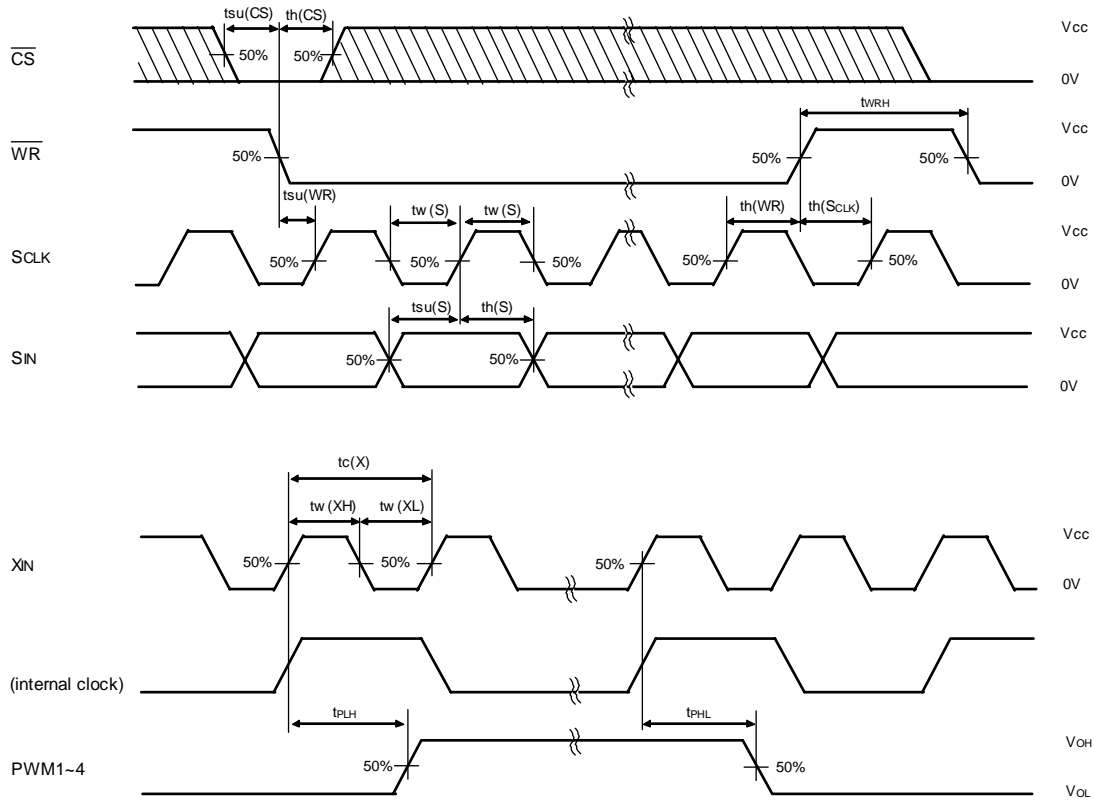 tsu(CS) th(CS)
Vcc
CS 50% 50%
0V
tWRH
Vcc
WR 50% 50% 50%
0V
tsu(WR)
tw (S) tw (S) th(WR) th(SCLK)
Vcc
SCLK 50% 50% 50% 50% 50%
0V
tsu(S) th(S)
Vcc
SIN 50% 50%
0V
tc(X)
tw (XH) tw (XL)
Vcc
XIN 50% 50% 50%
0V
(internal clock)
tPLH tPHL
VOH
PWM1~4 50% 50%
VOL